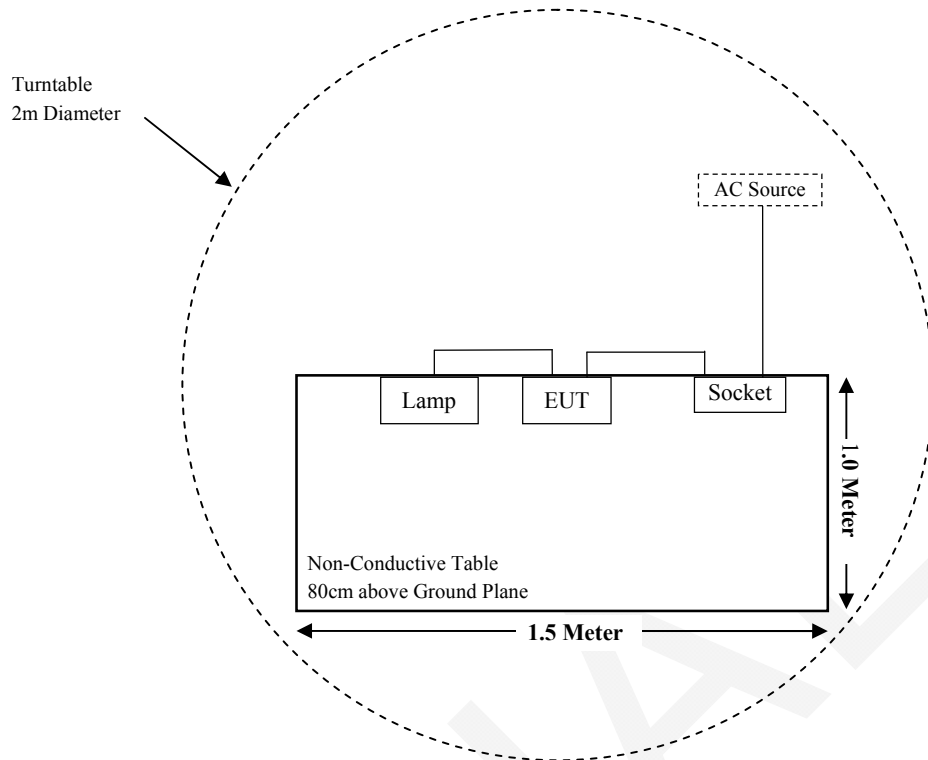 Turntable
2m Diameter
AC Source
Lamp
EUT
Socket
1.0 Meter
Non-Conductive Table
80cm above Ground Plane
1.5 Meter